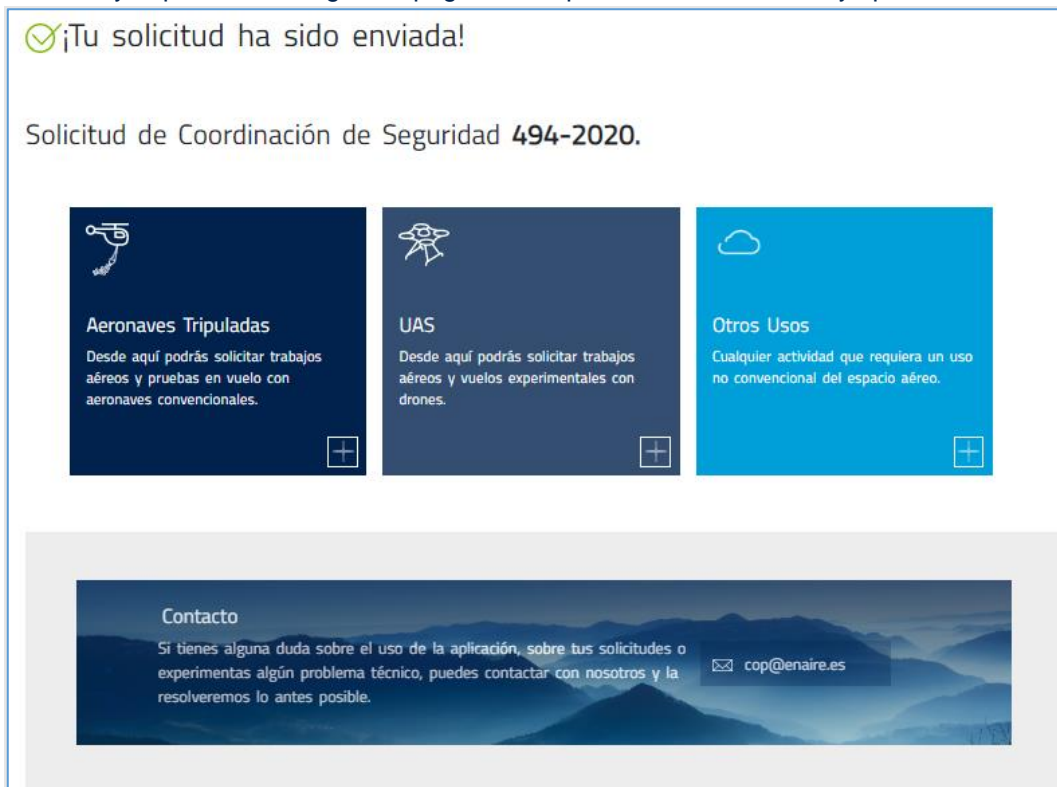 ¡Tu solicitud ha sido enviada!
Solicitud de Coordinación de Seguridad 494-2020.
Aeronaves Tripuladas
Desde aquí podrás solicitar trabajos
aéreos y pruebas en vuelo con
aeronaves convencionales.
UAS
Desde aquí podrás solicitar trabajos
aéreos y vuelos experimentales con
drones.
Otros Usos
Cualquier actividad que requiera un uso
no convencional del espacio aéreo.
Contacto
Si tienes alguna duda sobre el uso de la aplicación, sobre tus solicitudes o
experimentas algún problema técnico, puedes contactar con nosotros y la
resolveremos lo antes posible.
cop@enaire.es